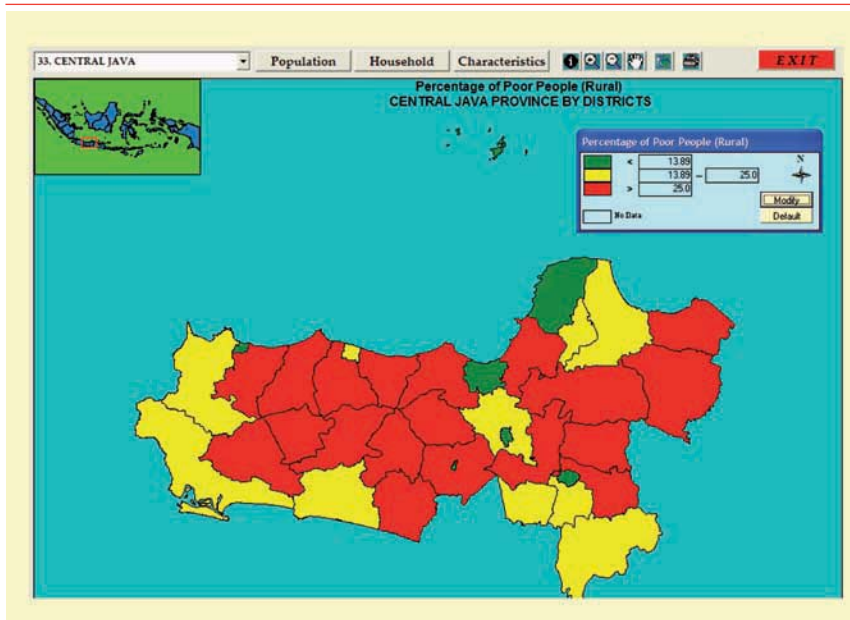 33. CENTRAL JAVA
Population
Household
Characteristics
EXIT
Percentage of Poor People (Rural)
CENTRAL JAVA PROVINCE BY DISTRICTS
Percentage of Poor People (Rural)
< 13.89
13.89 - 25.0
> 25.0
N
No Data
Modify
Default